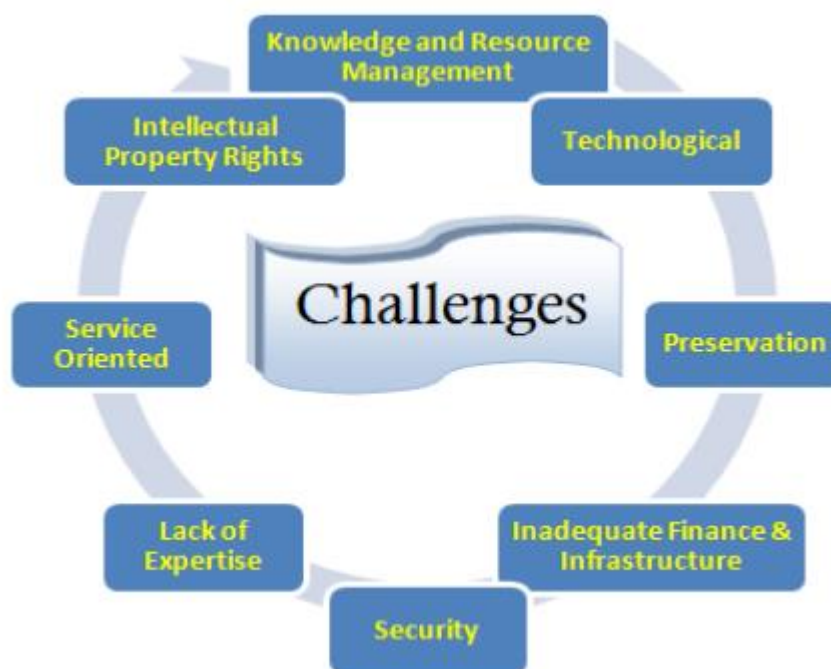 Knowledge and Resource
Management
Technological
Preservation
Inadequate Finance &
Infrastructure
Security
Lack of
Expertise
Service
Oriented
Intellectual
Property Rights
Challenges